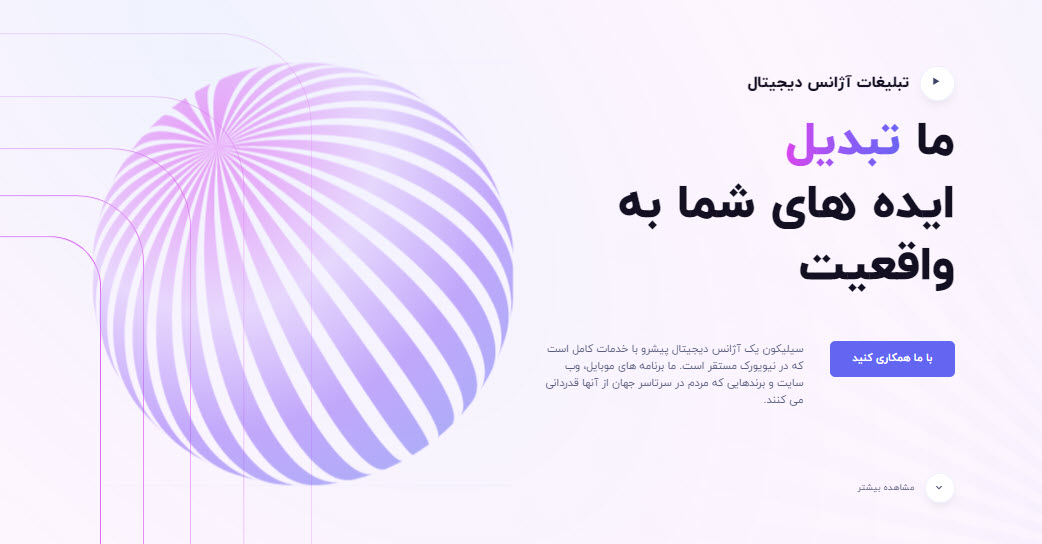 تبلیغات آژانس دیجیتال
ما تبدیل
ایده های شما به
واقعیت
با ما همکاری کنید
سیلیکون یک آژانس دیجیتال پیشرو با خدمات کامل است
که در نیویورک مستقر است. ما برنامه های موبایل، وب
سایت و برندهایی که مردم در سرتاسر جهان از آنها قدردانی
می کنند.
مشاهده بیشتر